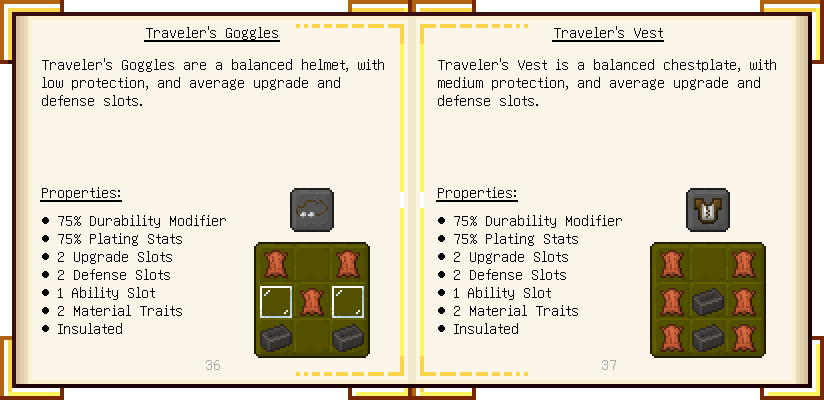 Traveler's Goggles
Traveler's Goggles are a balanced helmet, with
low protection, and average upgrade and
defense slots.
Properties:
● 75% Durability Modifier
● 75% Plating Stats
● 2 Upgrade Slots
● 2 Defense Slots
● 1 Ability Slot
● 2 Material Traits
● Insulated
36
Traveler's Vest
Traveler's Vest is a balanced chestplate, with
medium protection, and average upgrade and
defense slots.
Properties:
● 75% Durability Modifier
● 75% Plating Stats
● 2 Upgrade Slots
● 2 Defense Slots
● 1 Ability Slot
● 2 Material Traits
● Insulated
37